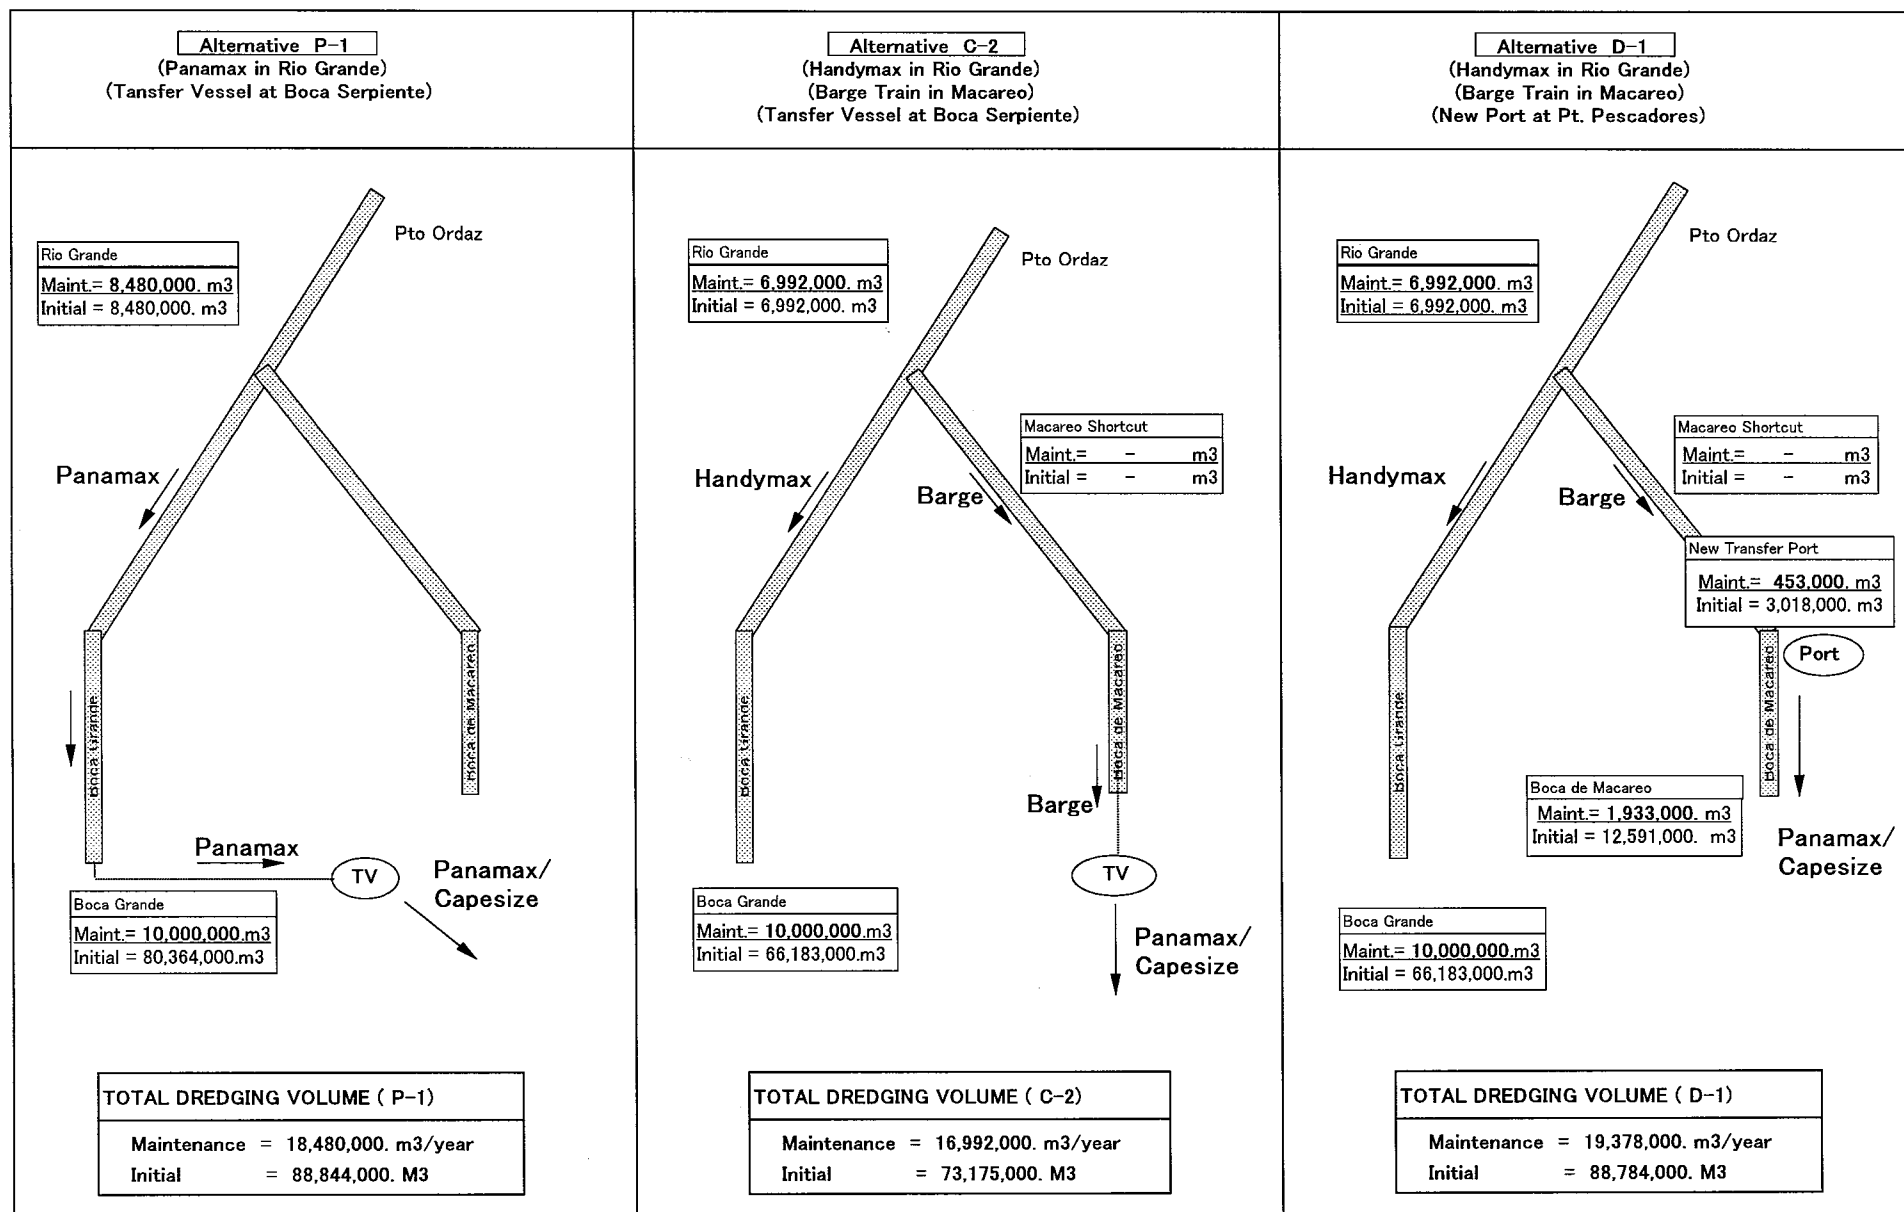 Alternative P-1
(Panamax in Rio Grande)
(Tansfer Vessel at Boca Serpiente)
Alternative C-2
(Handymax in Rio Grande)
(Barge Train in Macareo)
(Tansfer Vessel at Boca Serpiente)
Alternative D-1
(Handymax in Rio Grande)
(Barge Train in Macareo)
(New Port at Pt. Pescadores)
Pto Ordaz
Rio Grande
Maint.= 8,480,000. m3
Initial = 8,480,000. m3
Panamax
Boca Grande
Boca de Macareo
Panamax
TV
Panamax/
Capesize
Boca Grande
Maint.= 10,000,000.m3
Initial = 80,364,000.m3
TOTAL DREDGING VOLUME ( P-1)
Maintenance = 18,480,000. m3/year
Initial = 88,844,000. M3
Pto Ordaz
Rio Grande
Maint.= 6,992,000. m3
Initial = 6,992,000. m3
Macareo Shortcut
Maint.= - m3
Initial = - m3
Handymax
Barge
Boca Grande
Boca de Macareo
Barge
TV
Boca Grande
Maint.= 10,000,000.m3
Initial = 66,183,000.m3
Panamax/
Capesize
TOTAL DREDGING VOLUME ( C-2)
Maintenance = 16,992,000. m3/year
Initial = 73,175,000. M3
Pto Ordaz
Rio Grande
Maint.= 6,992,000. m3
Initial = 6,992,000. m3
Macareo Shortcut
Maint.= - m3
Initial = - m3
Handymax
Barge
New Transfer Port
Maint.= 453,000. m3
Initial = 3,018,000. m3
Port
Boca Grande
Boca de Macareo
Boca de Macareo
Maint.= 1,933,000. m3
Initial = 12,591,000. m3
Panamax/
Capesize
Boca Grande
Maint.= 10,000,000.m3
Initial = 66,183,000.m3
TOTAL DREDGING VOLUME ( D-1)
Maintenance = 19,378,000. m3/year
Initial = 88,784,000. M3